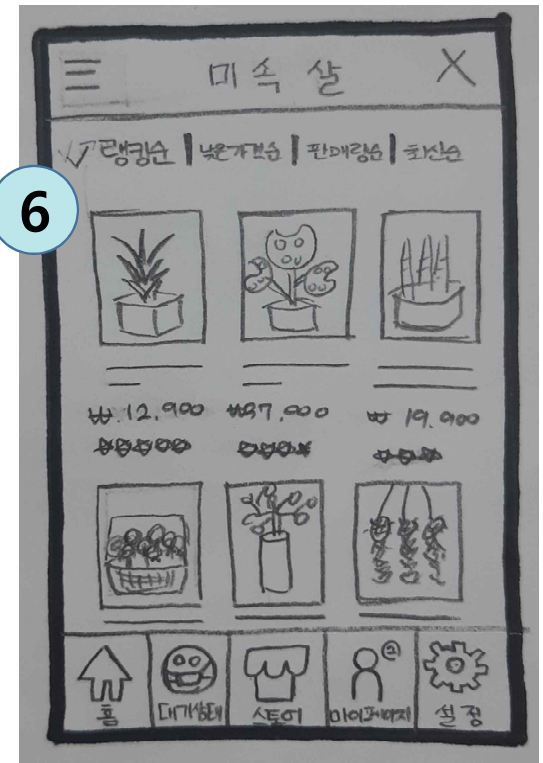 미속 샬
랭킹순 | 낮은가격순 | 판매량순 | 최신순
6
₩.12,900 ₩97,000 ₩ 19.900
홈 대기상태 스토어 마이페이지 설정